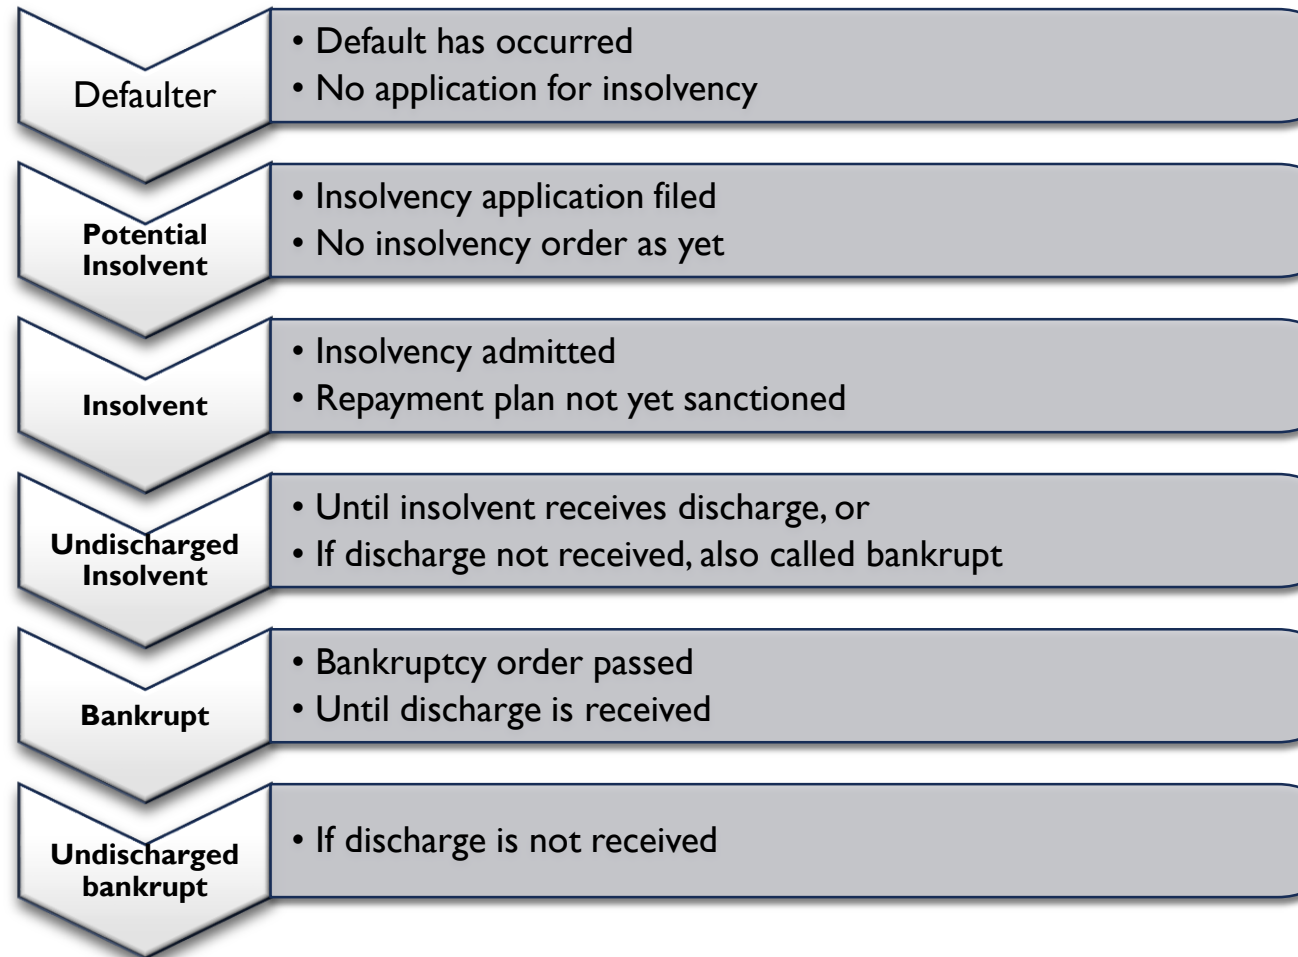 Defaulter
• Default has occurred
• No application for insolvency
Potential
Insolvent
• Insolvency application filed
• No insolvency order as yet
Insolvent
• Insolvency admitted
• Repayment plan not yet sanctioned
Undischarged
Insolvent
• Until insolvent receives discharge, or
• If discharge not received, also called bankrupt
Bankrupt
• Bankruptcy order passed
• Until discharge is received
Undischarged
bankrupt
• If discharge is not received